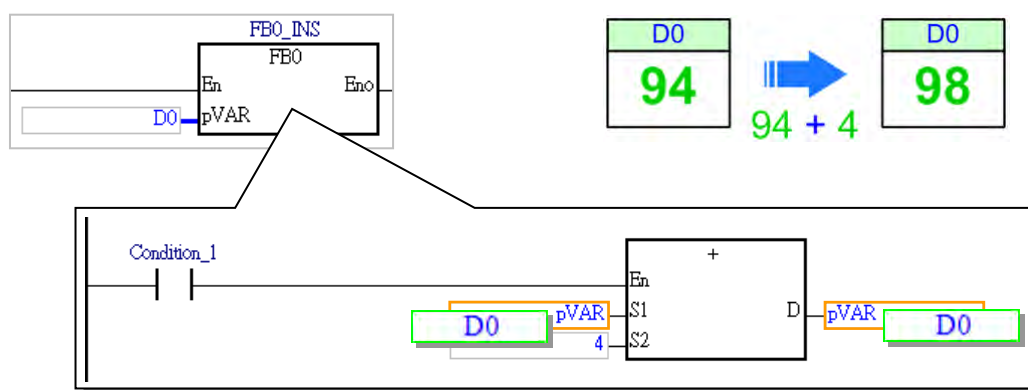 FB0_INS
FB0
En Eno
D0 pVAR
D0
94
94 + 4
D0
98
Condition_1
+
En
pVAR S1 D pVAR
D0 D0
4 S2